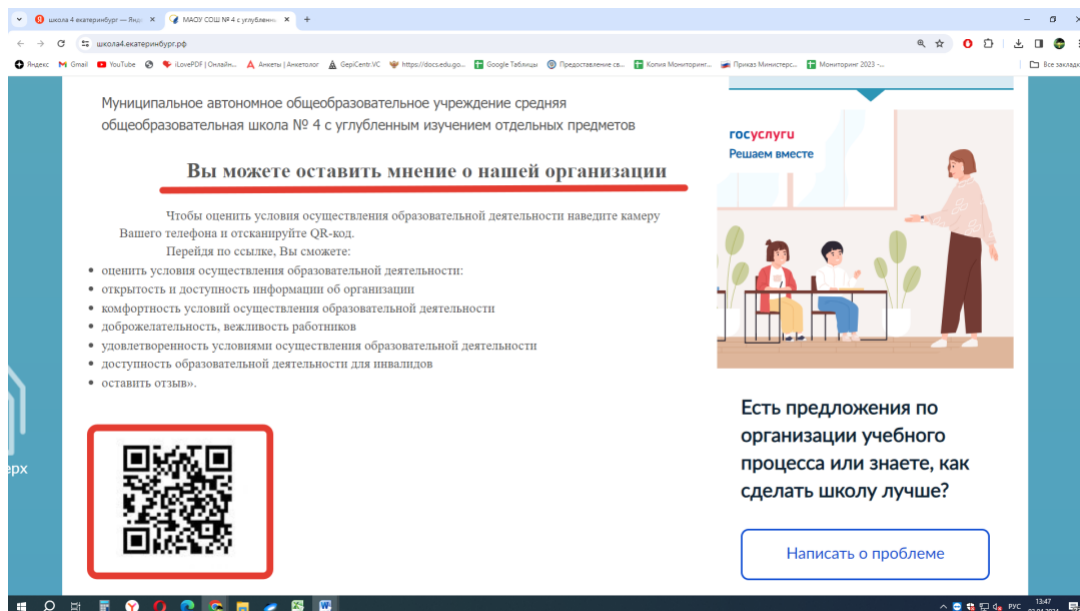 школа 4 екатеринбург — Янд
МАОУ СОШ № 4 с углубленны
школа4.екатеринбург.рф
Яндекс
Gmail
YouTube
iLovePDF | Онлайн...
Анкеты | Анкетолог
GepiCentr.VC
https://docs.edu.go...
Google Таблицы
Предоставление св...
Копия Мониторинг...
Приказ Министерс...
Мониторинг 2023 -...
Все закладк
Муниципальное автономное общеобразовательное учреждение средняя
общеобразовательная школа № 4 с углубленным изучением отдельных предметов
Вы можете оставить мнение о нашей организации
Чтобы оценить условия осуществления образовательной деятельности наведите камеру
Вашего телефона и отсканируйте QR-код.
Перейдя по ссылке, Вы сможете:
оценить условия осуществления образовательной деятельности:
открытость и доступность информации об организации
комфортность условий осуществления образовательной деятельности
доброжелательность, вежливость работников
удовлетворенность условиями осуществления образовательной деятельности
доступность образовательной деятельности для инвалидов
оставить отзыв».
ерх
госуслуги
Решаем вместе
Есть предложения по
организации учебного
процесса или знаете, как
сделать школу лучше?
Написать о проблеме
РУС
13:47